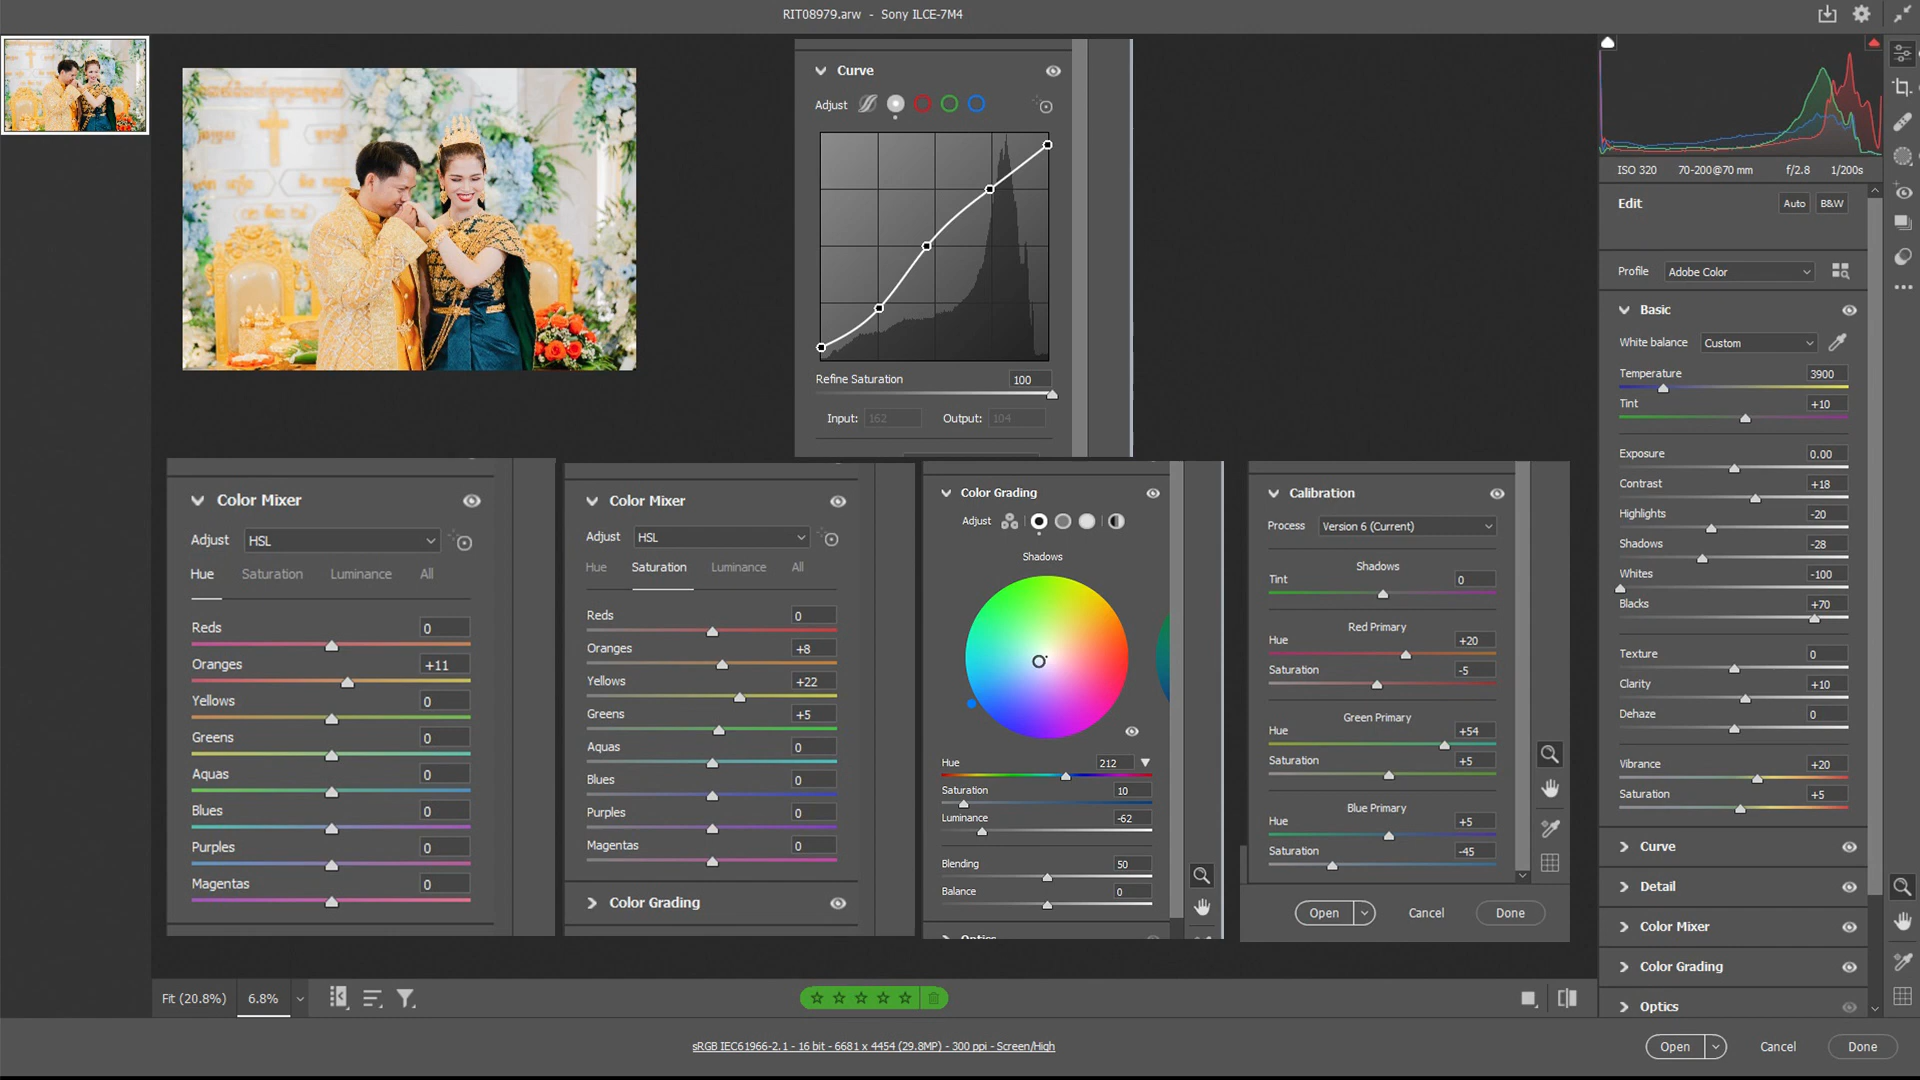 RIT08979.arw - Sony ILCE-7M4
Curve
Adjust
Refine Saturation 100
Input: 162 Output: 104
Color Mixer
Adjust HSL
Hue Saturation Luminance All
Reds 0
Oranges +11
Yellows 0
Greens 0
Aquas 0
Blues 0
Purples 0
Magentas 0
Color Mixer
Adjust HSL
Hue Saturation Luminance All
Reds 0
Oranges +8
Yellows +22
Greens +5
Aquas 0
Blues 0
Purples 0
Magentas 0
Color Grading
Color Grading
Adjust
Shadows
Hue 212
Saturation 10
Luminance -62
Blending 50
Balance 0
Optics
Calibration
Process Version 6 (Current)
Shadows
Tint 0
Red Primary
Hue +20
Saturation -5
Green Primary
Hue +54
Saturation +5
Blue Primary
Hue +5
Saturation -45
Open Cancel Done
ISO 320 70-200@70 mm f/2.8 1/200s
Edit Auto B&W
Profile Adobe Color
Basic
White balance Custom
Temperature 3900
Tint +10
Exposure 0.00
Contrast +18
Highlights -20
Shadows -28
Whites -100
Blacks +70
Texture 0
Clarity +10
Dehaze 0
Vibrance +20
Saturation +5
Curve
Detail
Color Mixer
Color Grading
Optics
Fit (20.8%) 6.8%
sRGB IEC61966-2.1 - 16 bit - 6681 x 4454 (29.8MP) - 300 ppi - Screen/High
Open Cancel Done